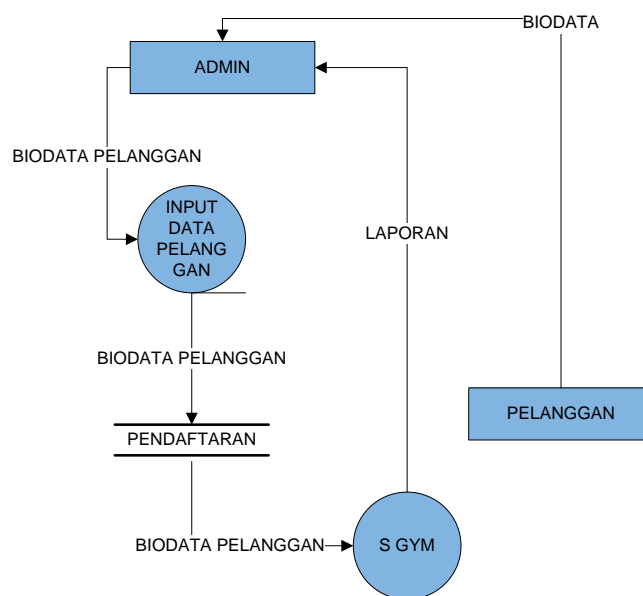 BIODATA
ADMIN
BIODATA PELANGGAN
INPUT
DATA
PELANG
GAN
LAPORAN
BIODATA PELANGGAN
PELANGGAN
PENDAFTARAN
BIODATA PELANGGAN
S GYM